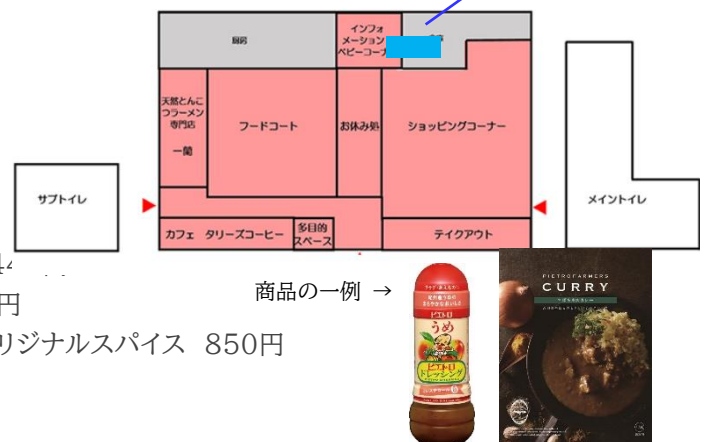 厨房
インフォ
メーション
ベビーコーナ
天然とんこ
つラーメン
専門店
一蘭
フードコート
お休み処
ショッピングコーナー
サブトイレ
メイントイレ
カフェ タリーズコーヒー
多目的
スペース
テイクアウト
円
商品の一例 →
リジナルスパイス 850円
ピエトロ
うめ
ピエトロ
ドレッシング
PIETROFARMERS
CURRY